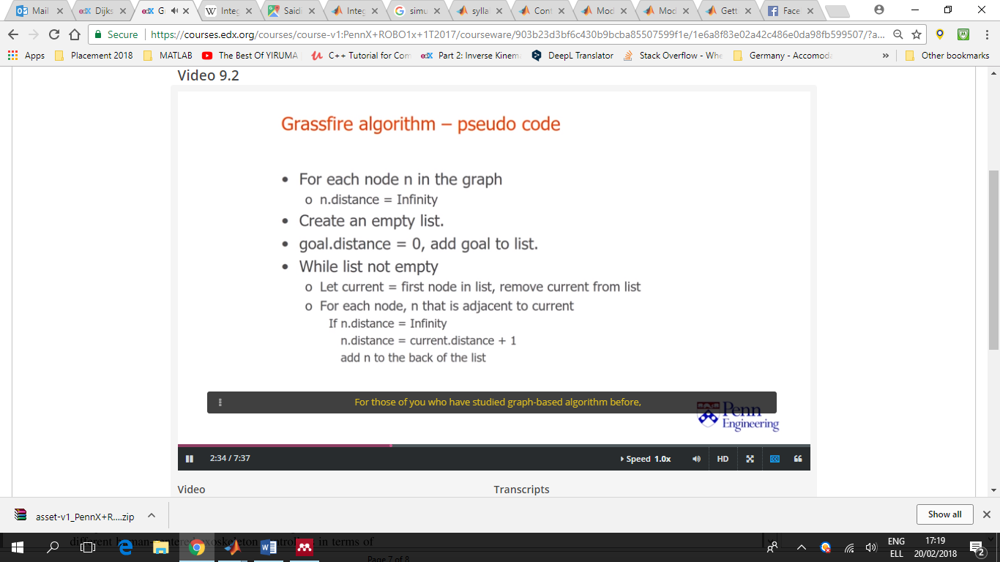 Mail
Dijks
G
Integ
Said
Integ
simu
sylla
Cont
Mod
Mod
Gett
Face
Secure https://courses.edx.org/courses/course-v1:PennX+ROBO1x+1T2017/courseware/903b23d3bf6c430b9bcba85507599f1e/1e6a8f83e02a42c486e0da98fb599507/?a...
Apps Placement 2018 MATLAB The Best Of YIRUMA C++ Tutorial for Com Part 2: Inverse Kinem DeepL Translator Stack Overflow - Whe Germany - Accomoda » Other bookmarks
Video 9.2
Grassfire algorithm – pseudo code
• For each node n in the graph
o n.distance = Infinity
• Create an empty list.
• goal.distance = 0, add goal to list.
• While list not empty
o Let current = first node in list, remove current from list
o For each node, n that is adjacent to current
If n.distance = Infinity
n.distance = current.distance + 1
add n to the back of the list
For those of you who have studied graph-based algorithm before,
Penn
Engineering
2:34 / 7:37 Speed 1.0x HD CC
Video Transcripts
asset-v1_PennX+R....zip Show all
in terms of
Page 7 of 8
ENG 17:19
ELL 20/02/2018 2